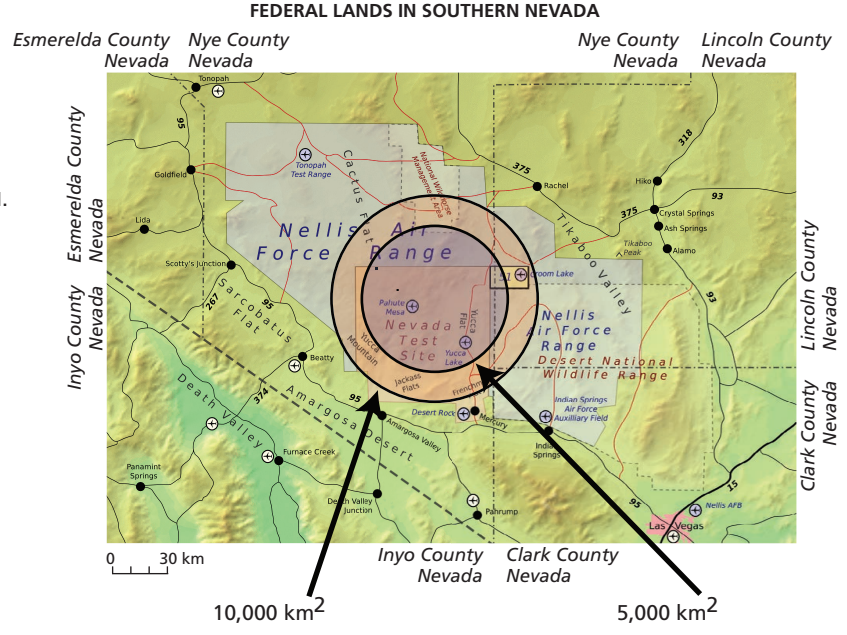 FEDERAL LANDS IN SOUTHERN NEVADA
Esmerelda County
Nevada
Nye County
Nevada
Nye County
Nevada
Lincoln County
Nevada
l.
Esmerelda County
Nevada
Inyo County
Nevada
Lincoln County
Nevada
Clark County
Nevada
Tonopah
95
Tonopah
Test Range
Cactus Flat
National Wildhorse
Management Area
375
318
Goldfield
Rachel
Hiko
93
375
Crystal Springs
Ash Springs
Lida
Nellis Air
Force Range
Tikaboo
Peak
Alamo
Tikaboo Valley
Scotty's Junction
51
Groom Lake
267
95
Sarcobatus
Flat
93
Pahute
Mesa
Nevada
Test
Site
Yucca
Flat
Yucca
Lake
Yucca
Mountain
Nellis
Air Force
Range
Desert National
Wildlife Range
Beatty
Jackass
Flats
Frenchman
Death Valley
374
Amargosa Desert
95
Amargosa Valley
Desert Rock
Mercury
Indian Springs
Air Force
Auxilliary Field
Indian
Springs
Furnace Creek
Panamint
Springs
Death Valley
Junction
Pahrump
95
15
Nellis AFB
Las Vegas
0
30 km
Inyo County
Nevada
Clark County
Nevada
10,000 km2
5,000 km2